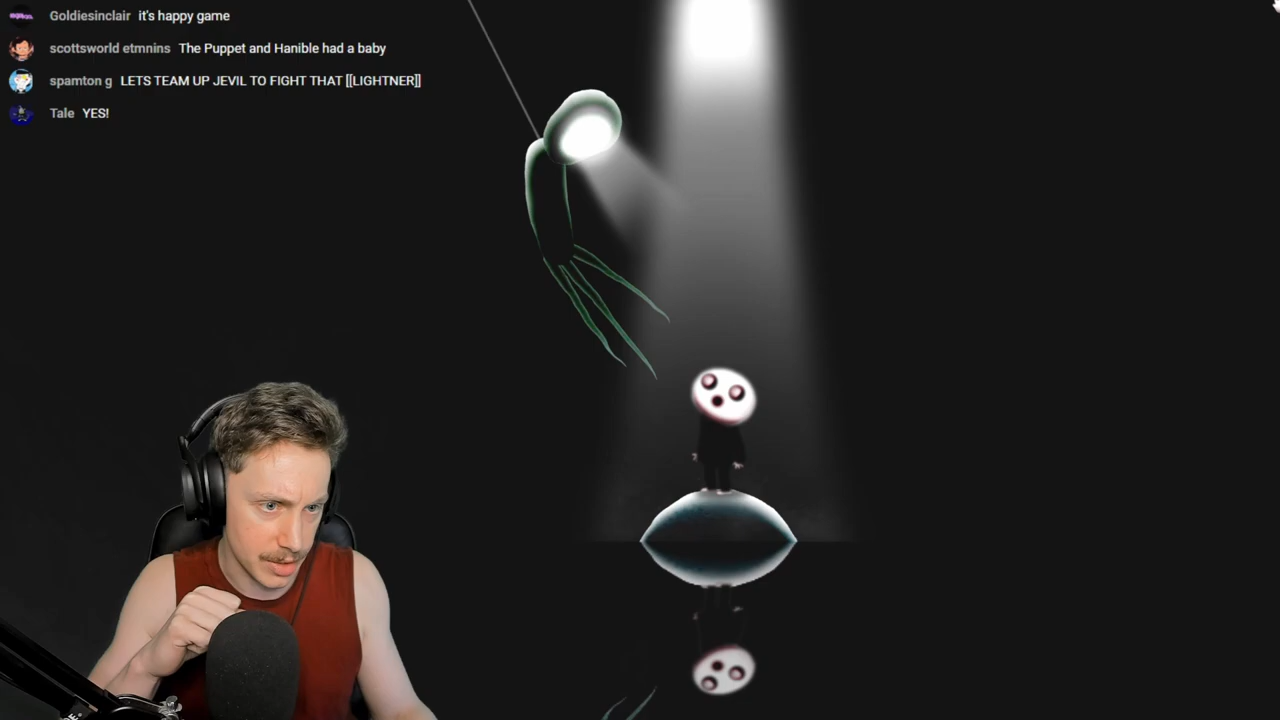 Goldiesinclair it's happy game
scottsworld etmnins The Puppet and Hanible had a baby
spamton g LETS TEAM UP JEVIL TO FIGHT THAT [[LIGHTNER]]
Tale YES!